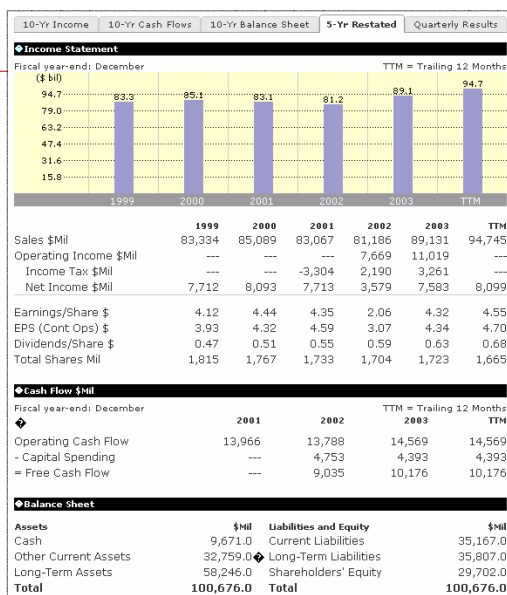 10-Yr Income 10-Yr Cash Flows 10-Yr Balance Sheet 5-Yr Restated Quarterly Results
Income Statement
Fiscal year-end: December TTM = Trailing 12 Months
($ bil)
94.7
79.0
63.2
47.4
31.6
15.8
83.3 85.1 83.1 81.2 89.1 94.7
1999 2000 2001 2002 2003 TTM
1999 2000 2001 2002 2003 TTM
Sales $Mil 83,334 85,089 83,067 81,186 89,131 94,745
Operating Income $Mil --- --- --- 7,669 11,019 ---
Income Tax $Mil --- --- -3,304 2,190 3,261 ---
Net Income $Mil 7,712 8,093 7,713 3,579 7,583 8,099
Earnings/Share $ 4.12 4.44 4.35 2.06 4.32 4.55
EPS (Cont Ops) $ 3.93 4.32 4.59 3.07 4.34 4.70
Dividends/Share $ 0.47 0.51 0.55 0.59 0.63 0.68
Total Shares Mil 1,815 1,767 1,733 1,704 1,723 1,665
Cash Flow $Mil
Fiscal year-end: December TTM = Trailing 12 Months
2001 2002 2003 TTM
Operating Cash Flow 13,966 13,788 14,569 14,569
- Capital Spending --- 4,753 4,393 4,393
= Free Cash Flow --- 9,035 10,176 10,176
Balance Sheet
Assets $Mil Liabilities and Equity $Mil
Cash 9,671.0 Current Liabilities 35,167.0
Other Current Assets 32,759.0 Long-Term Liabilities 35,807.0
Long-Term Assets 58,246.0 Shareholders' Equity 29,702.0
Total 100,676.0 Total 100,676.0